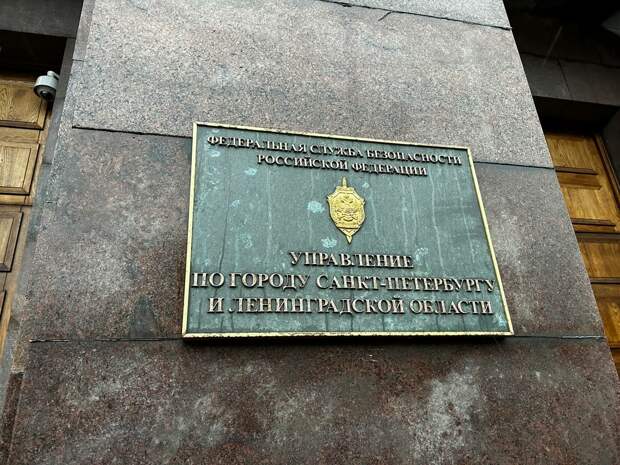 ФЕДЕРАЛЬНАЯ СЛУЖБА БЕЗОПАСНОСТИ
РОССИЙСКОЙ ФЕДЕРАЦИИ
УПРАВЛЕНИЕ
ПО ГОРОДУ САНКТ-ПЕТЕРБУРГУ
И ЛЕНИНГРАДСКОЙ ОБЛАСТИ